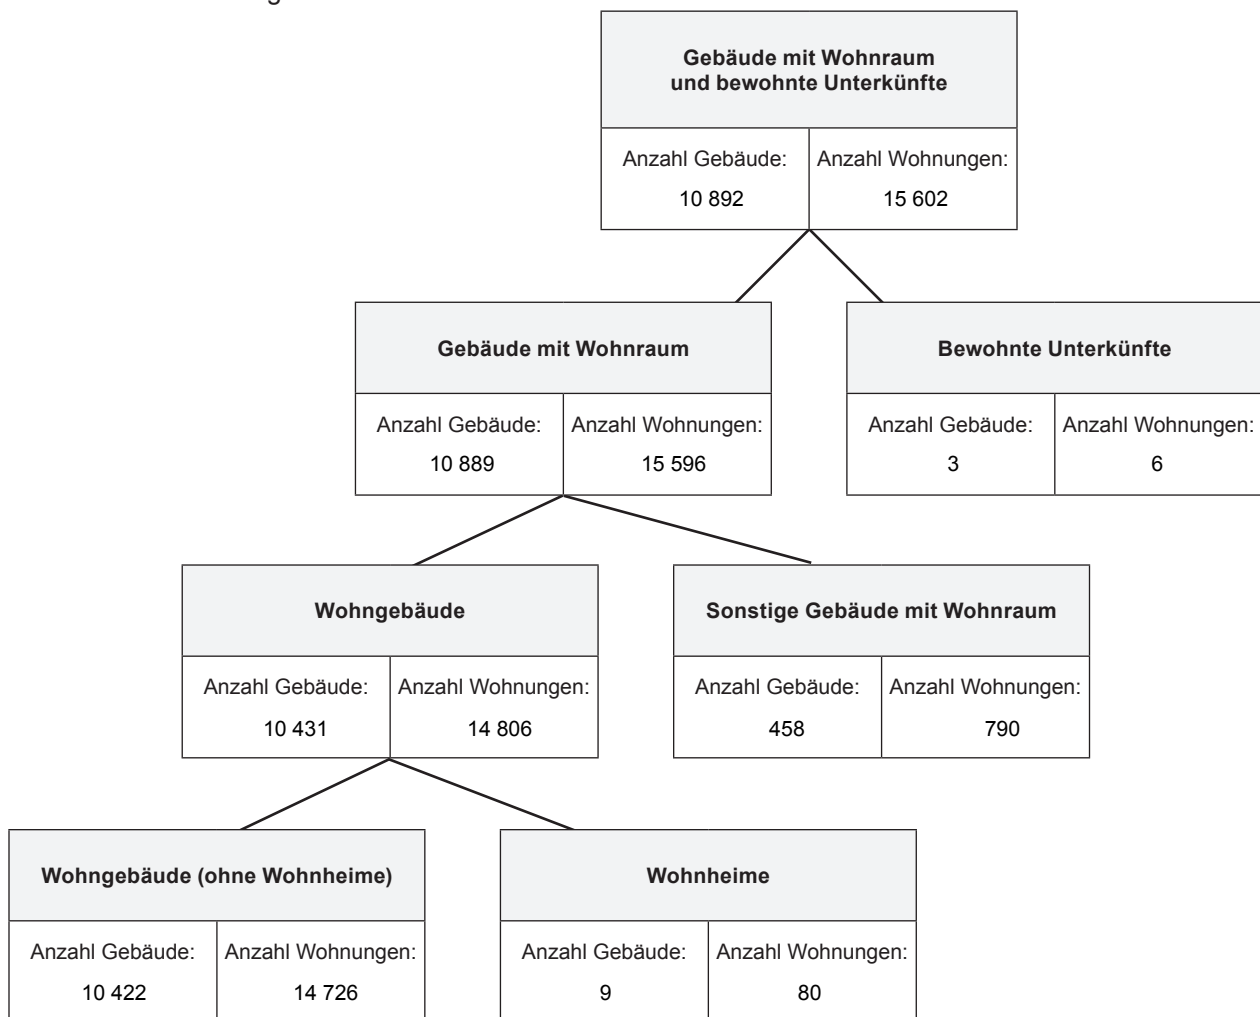 Gebäude mit Wohnraum
und bewohnte Unterkünfte
Anzahl Gebäude: Anzahl Wohnungen:
10 892 15 602
Gebäude mit Wohnraum
Anzahl Gebäude: Anzahl Wohnungen:
10 889 15 596
Bewohnte Unterkünfte
Anzahl Gebäude: Anzahl Wohnungen:
3 6
Wohngebäude
Anzahl Gebäude: Anzahl Wohnungen:
10 431 14 806
Sonstige Gebäude mit Wohnraum
Anzahl Gebäude: Anzahl Wohnungen:
458 790
Wohngebäude (ohne Wohnheime)
Anzahl Gebäude: Anzahl Wohnungen:
10 422 14 726
Wohnheime
Anzahl Gebäude: Anzahl Wohnungen:
9 80